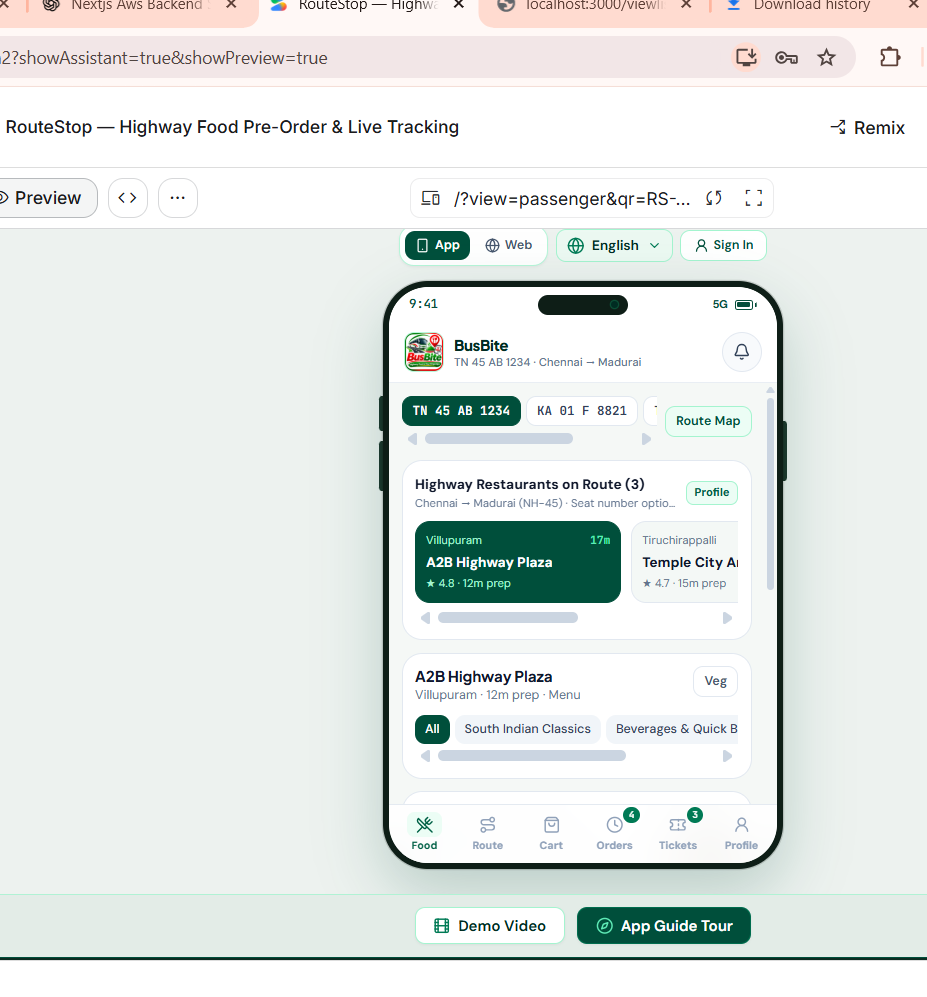 Nextjs Aws Backend
RouteStop — Highw
localhost:3000/viewli
Download history
2?showAssistant=true&showPreview=true
RouteStop — Highway Food Pre-Order & Live Tracking
Remix
Preview
/?view=passenger&qr=RS-...
App
Web
English
Sign In
9:41
5G
BusBite
BusBite
TN 45 AB 1234 · Chennai → Madurai
TN 45 AB 1234
KA 01 F 8821
Route Map
Highway Restaurants on Route (3)
Chennai → Madurai (NH-45) · Seat number optio...
Profile
Villupuram
17m
A2B Highway Plaza
★ 4.8 · 12m prep
Tiruchirappalli
Temple City Ar
★ 4.7 · 15m prep
A2B Highway Plaza
Villupuram · 12m prep · Menu
Veg
All
South Indian Classics
Beverages & Quick B
4
3
Food
Route
Cart
Orders
Tickets
Profile
Demo Video
App Guide Tour